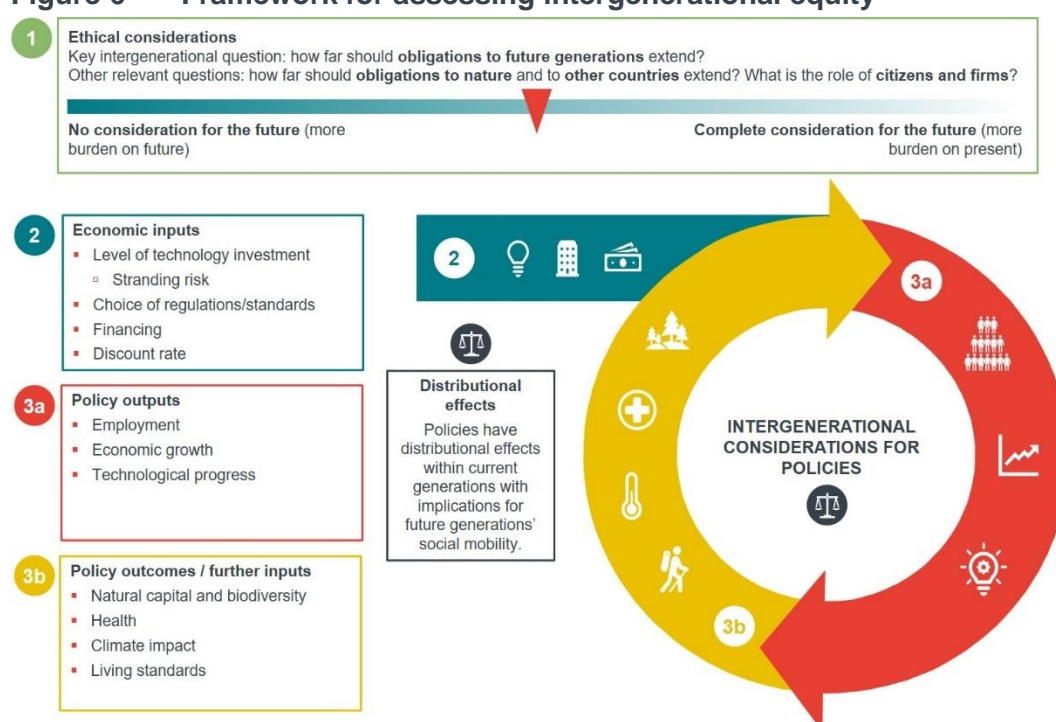 Figure 6 Framework for assessing intergenerational equity
1
Ethical considerations
Key intergenerational question: how far should obligations to future generations extend?
Other relevant questions: how far should obligations to nature and to other countries extend? What is the role of citizens and firms?
No consideration for the future (more
burden on future)
Complete consideration for the future (more
burden on present)
2
Economic inputs
▪ Level of technology investment
▫ Stranding risk
▪ Choice of regulations/standards
▪ Financing
▪ Discount rate
3a
Policy outputs
▪ Employment
▪ Economic growth
▪ Technological progress
3b
Policy outcomes / further inputs
▪ Natural capital and biodiversity
▪ Health
▪ Climate impact
▪ Living standards
2
Distributional
effects
Policies have
distributional effects
within current
generations with
implications for
future generations'
social mobility.
3a
INTERGENERATIONAL
CONSIDERATIONS FOR
POLICIES
3b